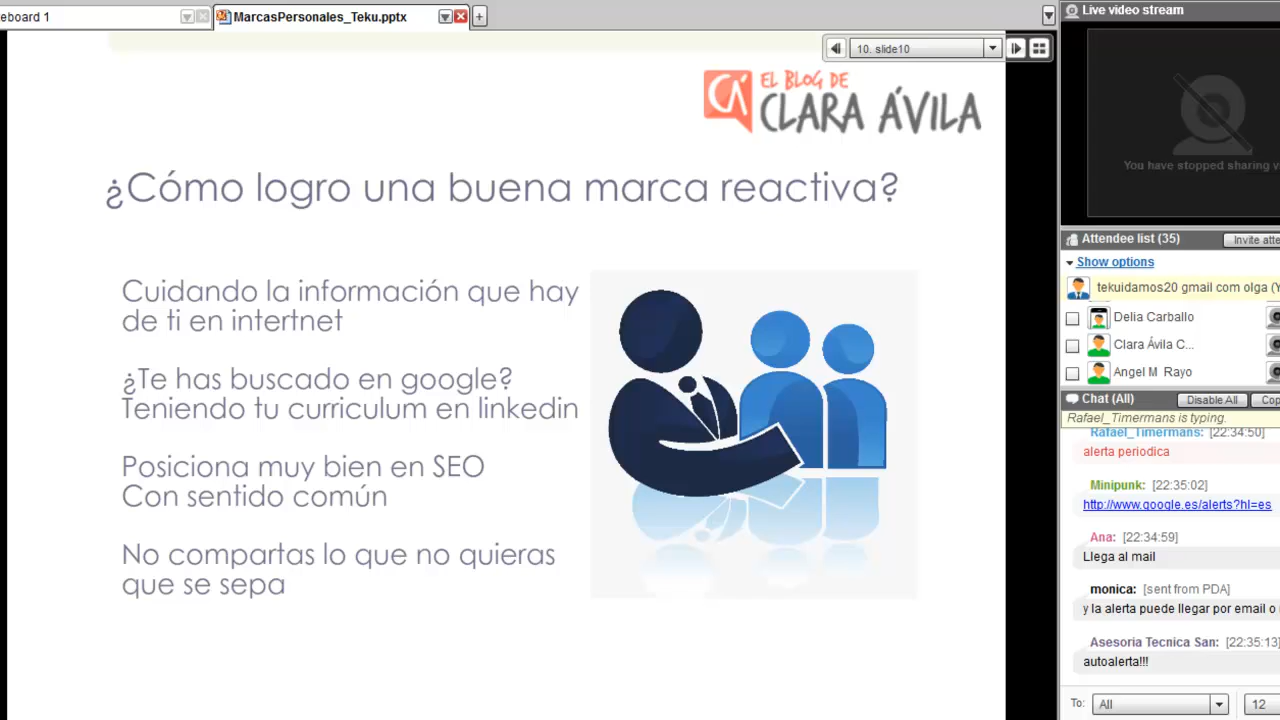 eboard 1
MarcasPersonales_Teku.pptx
10. slide10
EL BLOG DE
CLARA ÁVILA
CÁ
¿Cómo logro una buena marca reactiva?
Cuidando la información que hay
de ti en intertnet
¿Te has buscado en google?
Teniendo tu curriculum en linkedin
Posiciona muy bien en SEO
Con sentido común
No compartas lo que no quieras
que se sepa
Live video stream
You have stopped sharing
Attendee list (35)
Invite atte
Show options
tekuidamos20 gmail com olga (Y
Delia Carballo
Clara Ávila C...
Angel M Rayo
Chat (All)
Disable All
Cop
Rafael_Timermans is typing.
Rafael_Timermans: [22:34:50]
alerta periodica
Minipunk: [22:35:02]
http://www.google.es/alerts?hl=es
Ana: [22:34:59]
Llega al mail
monica: [sent from PDA]
y la alerta puede llegar por email o
Asesoria Tecnica San: [22:35:13]
autoalerta!!!
To: All
12